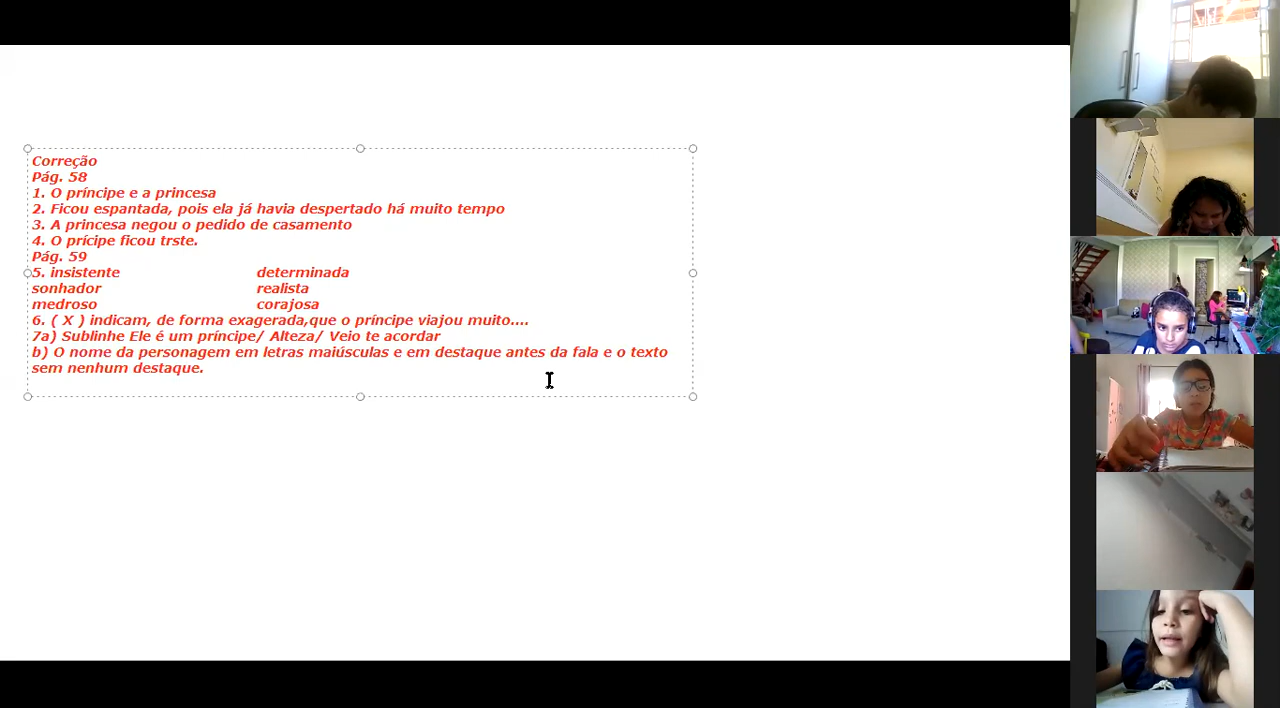 Correção
Pág. 58
1. O príncipe e a princesa
2. Ficou espantada, pois ela já havia despertado há muito tempo
3. A princesa negou o pedido de casamento
4. O prícipe ficou trste.
Pág. 59
5. insistente determinada
sonhador realista
medroso corajosa
6. ( X ) indicam, de forma exagerada,que o príncipe viajou muito....
7a) Sublinhe Ele é um príncipe/ Alteza/ Veio te acordar
b) O nome da personagem em letras maiúsculas e em destaque antes da fala e o texto
sem nenhum destaque.